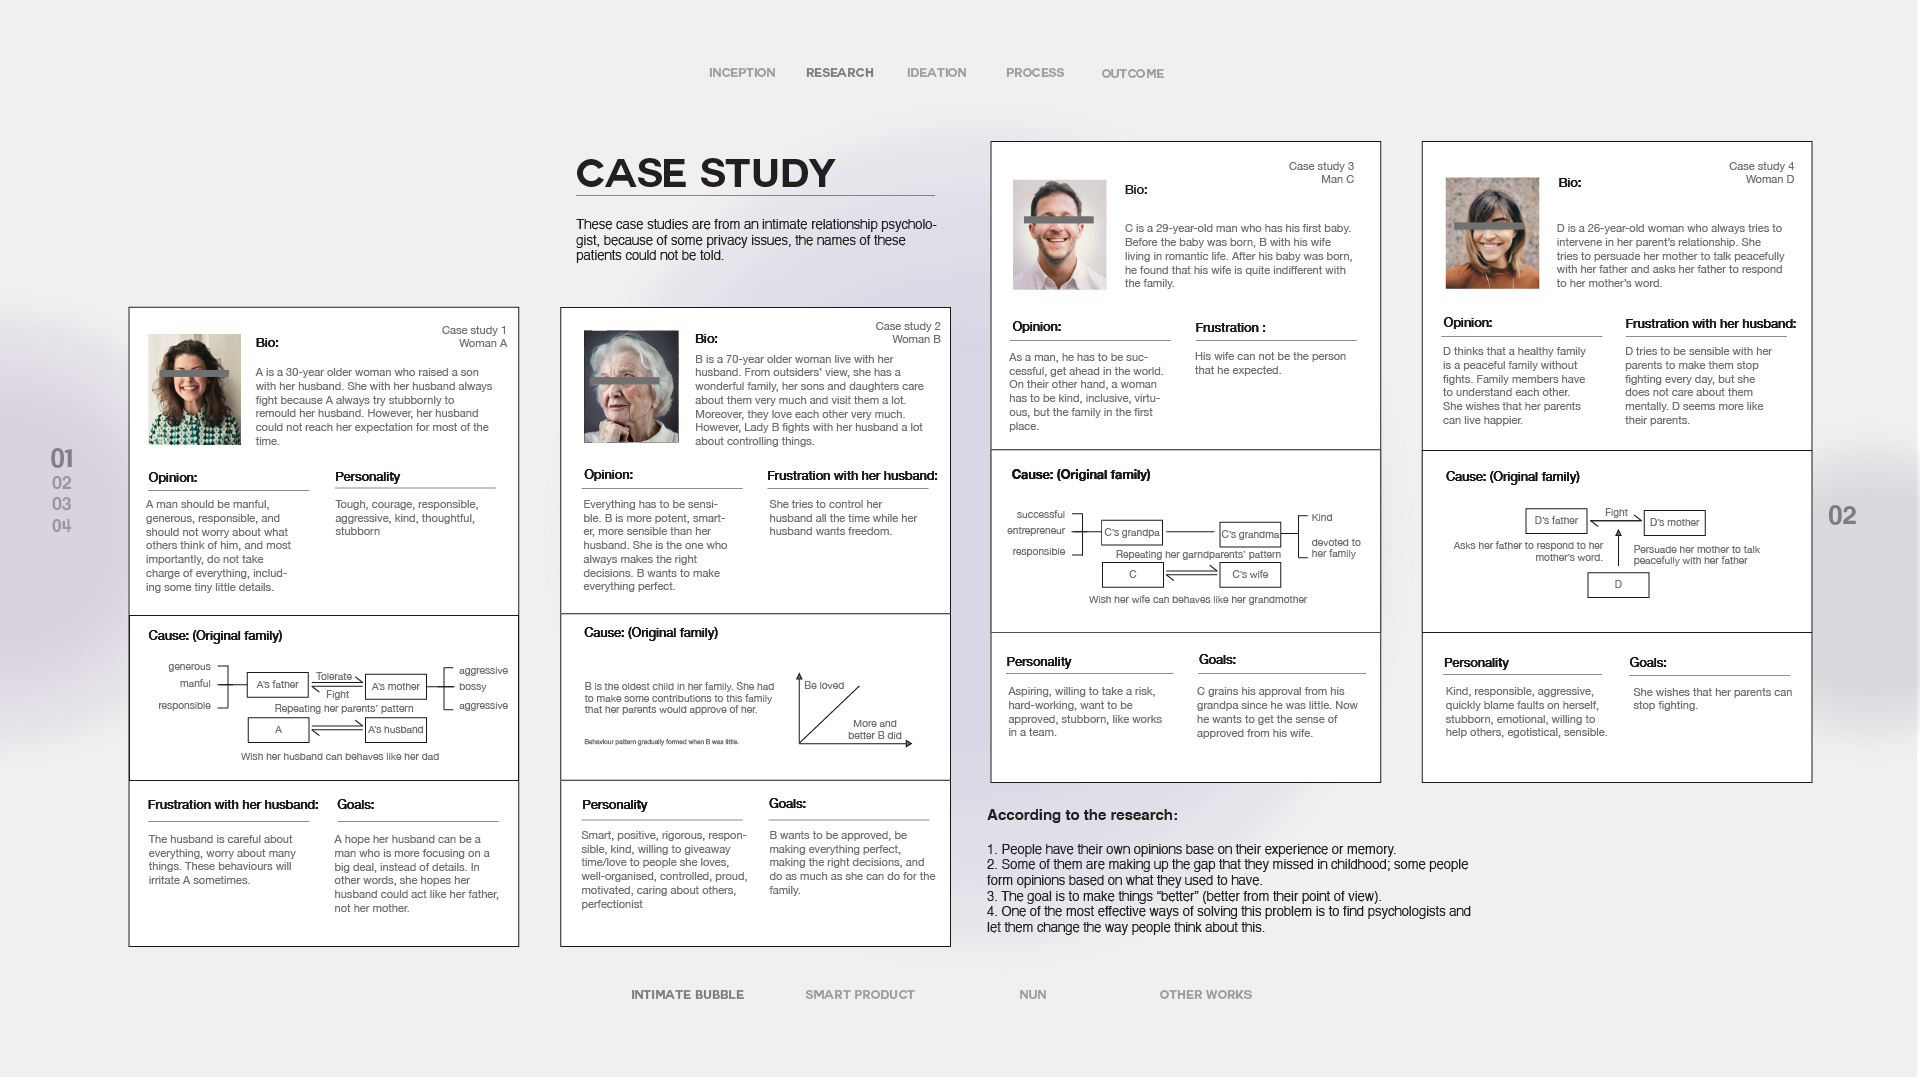 INCEPTION RESEARCH IDEATION PROCESS OUTCOME
CASE STUDY
These case studies are from an intimate relationship psycholo-
gist, because of some privacy issues, the names of these
patients could not be told.
01
02
03
04
02
Case study 1
Woman A
Bio:
A is a 30-year older woman who raised a son
with her husband. She with her husband always
fight because A always try stubbornly to
remould her husband. However, her husband
could not reach her expectation for most of the
time.
Opinion:
A man should be manful,
generous, responsible, and
should not worry about what
others think of him, and most
importantly, do not take
charge of everything, includ-
ing some tiny little details.
Personality
Tough, courage, responsible,
aggressive, kind, thoughtful,
stubborn
Cause: (Original family)
generous
manful
responsible
A's father
Tolerate
Fight
A's mother
aggressive
bossy
aggressive
Repeating her parents' pattern
A
A's husband
Wish her husband can behaves like her dad
Frustration with her husband:
The husband is careful about
everything, worry about many
things. These behaviours will
irritate A sometimes.
Goals:
A hope her husband can be a
man who is more focusing on a
big deal, instead of details. In
other words, she hopes her
husband could act like her father,
not her mother.
Case study 2
Woman B
Bio:
B is a 70-year older woman live with her
husband. From outsiders' view, she has a
wonderful family, her sons and daughters care
about them very much and visit them a lot.
Moreover, they love each other very much.
However, Lady B fights with her husband a lot
about controlling things.
Opinion:
Everything has to be sensi-
ble. B is more potent, smart-
er, more sensible than her
husband. She is the one who
always makes the right
decisions. B wants to make
everything perfect.
Frustration with her husband:
She tries to control her
husband all the time while her
husband wants freedom.
Cause: (Original family)
B is the oldest child in her family. She had
to make some contributions to this family
that her parents would approve of her.
Behaviour pattern gradually formed when B was little.
Be loved
More and
better B did
Personality
Smart, positive, rigorous, respon-
sible, kind, willing to giveaway
time/love to people she loves,
well-organised, controlled, proud,
motivated, caring about others,
perfectionist
Goals:
B wants to be approved, be
making everything perfect,
making the right decisions, and
do as much as she can do for the
family.
Case study 3
Man C
Bio:
C is a 29-year-old man who has his first baby.
Before the baby was born, B with his wife
living in romantic life. After his baby was born,
he found that his wife is quite indifferent with
the family.
Opinion:
As a man, he has to be suc-
cessful, get ahead in the world.
On their other hand, a woman
has to be kind, inclusive, virtu-
ous, but the family in the first
place.
Frustration :
His wife can not be the person
that he expected.
Cause: (Original family)
successful
entrepreneur
responsible
C's grandpa
C's grandma
Kind
devoted to
her family
Repeating her garndparents' pattern
C
C's wife
Wish her wife can behaves like her grandmother
Personality
Aspiring, willing to take a risk,
hard-working, want to be
approved, stubborn, like works
in a team.
Goals:
C grains his approval from his
grandpa since he was little. Now
he wants to get the sense of
approved from his wife.
Case study 4
Woman D
Bio:
D is a 26-year-old woman who always tries to
intervene in her parent's relationship. She
tries to persuade her mother to talk peacefully
with her father and asks her father to respond
to her mother's word.
Opinion:
D thinks that a healthy family
is a peaceful family without
fights. Family members have
to understand each other.
She wishes that her parents
can live happier.
Frustration with her husband:
D tries to be sensible with her
parents to make them stop
fighting every day, but she
does not care about them
mentally. D seems more like
their parents.
Cause: (Original family)
D's father
Fight
D's mother
Asks her father to respond to her
mother's word.
Persuade her mother to talk
peacefully with her father
D
Personality
Kind, responsible, aggressive,
quickly blame faults on herself,
stubborn, emotional, willing to
help others, egotistical, sensible.
Goals:
She wishes that her parents can
stop fighting.
According to the research:
1. People have their own opinions base on their experience or memory.
2. Some of them are making up the gap that they missed in childhood; some people
form opinions based on what they used to have.
3. The goal is to make things “better” (better from their point of view).
4. One of the most effective ways of solving this problem is to find psychologists and
let them change the way people think about this.
INTIMATE BUBBLE SMART PRODUCT NUN OTHER WORKS